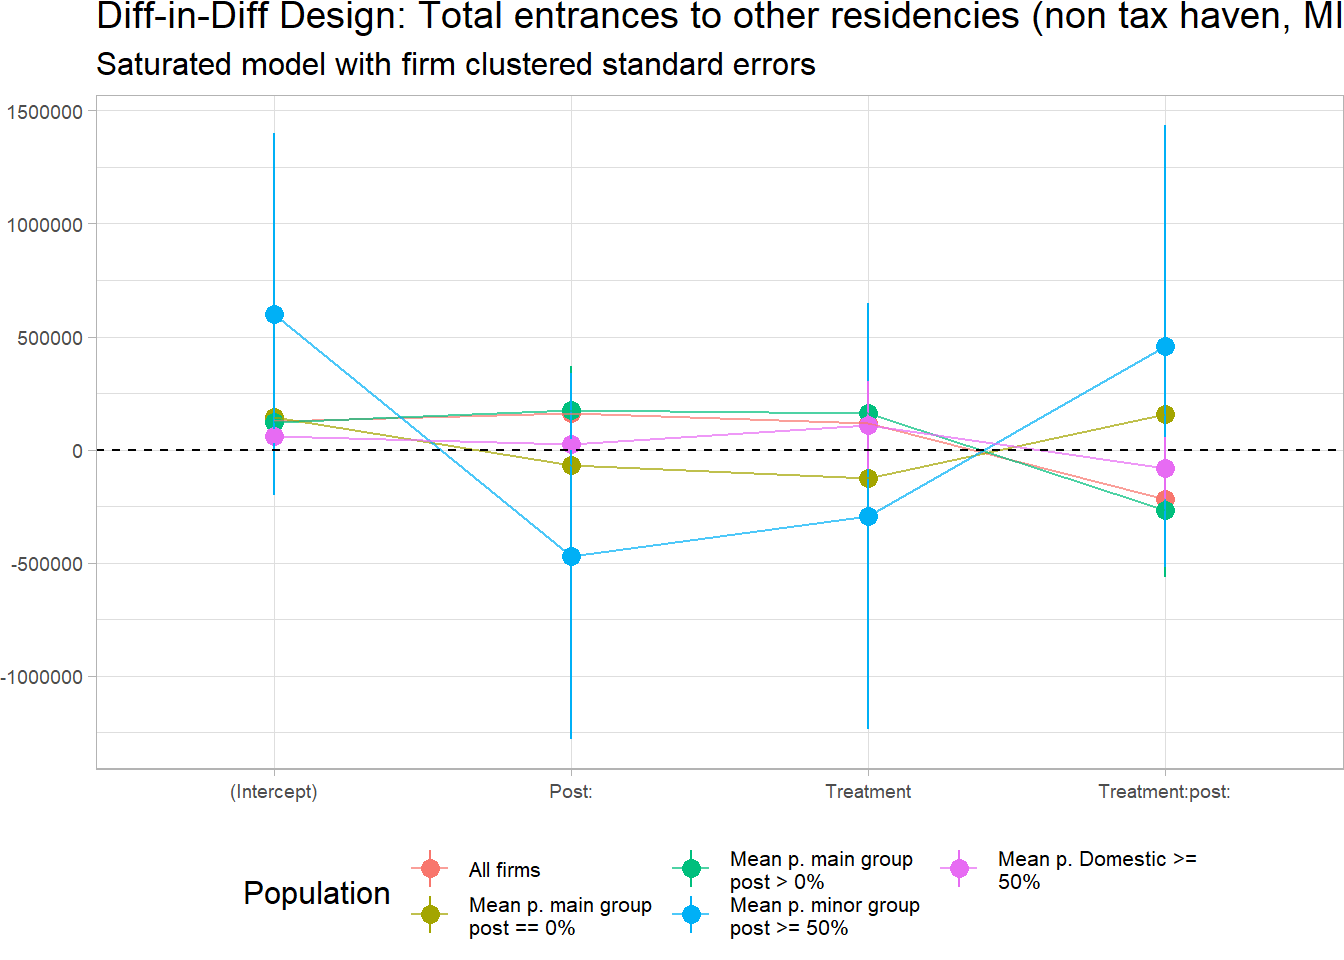 Diff-in-Diff Design: Total entrances to other residencies (non tax haven, MI
Saturated model with firm clustered standard errors
1500000
1000000
500000
0
-500000
-1000000
(Intercept)
Post:
Treatment
Treatment:post:
Population
All firms
Mean p. main group
post == 0%
Mean p. main group
post > 0%
Mean p. minor group
post >= 50%
Mean p. Domestic >=
50%